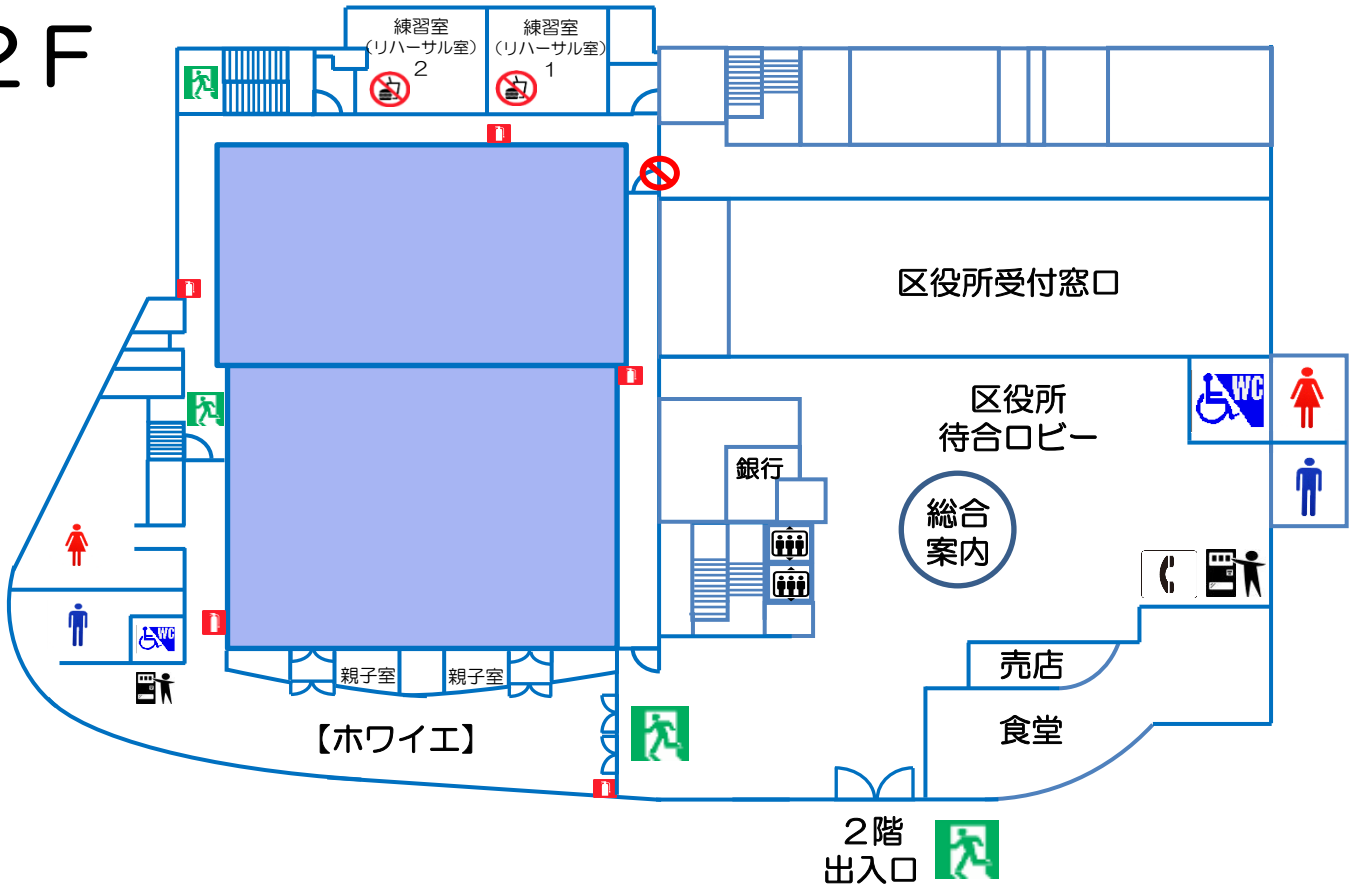 2F
練習室
(リハーサル室)
2
練習室
(リハーサル室)
1
区役所受付窓口
区役所
待合ロビー
WC
銀行
総合
案内
WC
親子室
親子室
売店
【ホワイエ】
食堂
2階
出入口